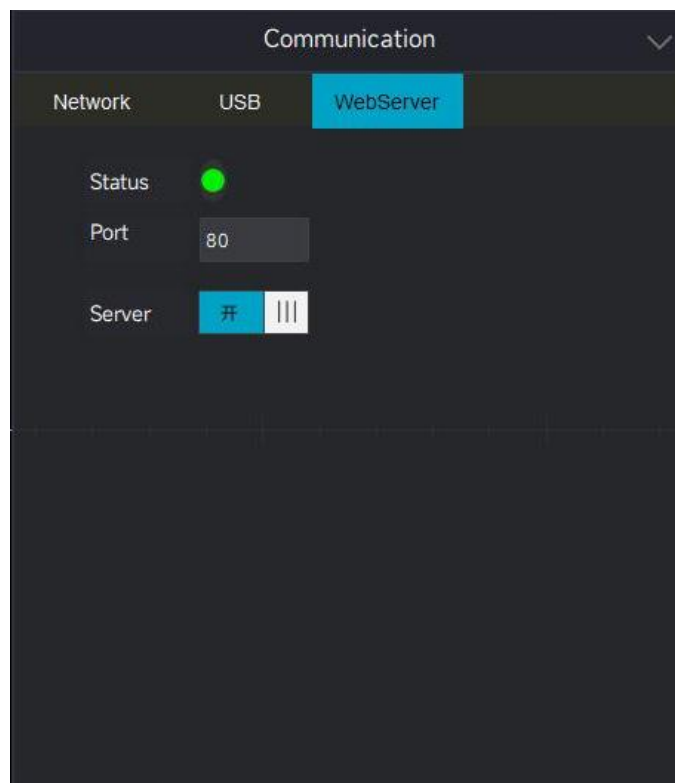 Communication
Network USB WebServer
Status
Port 80
Server 开